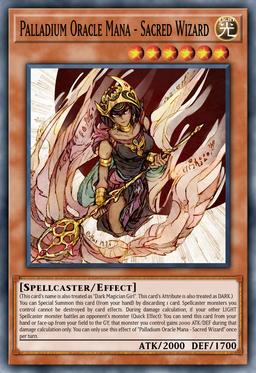 PALLADIUM ORACLE MANA - SACRED WIZARD
LIGHT
光
[SPELLCASTER/EFFECT]
(This card's name is also treated as "Dark Magician Girl". This card's Attribute is also treated as DARK.)
You can Special Summon this card (from your hand) by discarding 1 card. Spellcaster monsters you
control cannot be destroyed by card effects. During damage calculation, if your other LIGHT
Spellcaster monster battles an opponent's monster (Quick Effect): You can send this card from your
hand or face-up from your field to the GY; that monster you control gains 2000 ATK/DEF during that
damage calculation only. You can only use this effect of "Palladium Oracle Mana - Sacred Wizard" once
per turn.
ATK/2000 DEF/1700